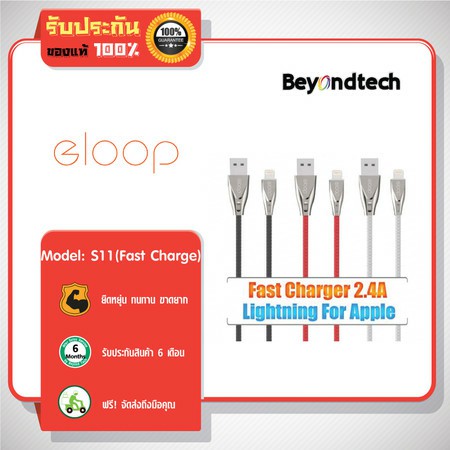 รับประกัน
ของแท้ 100%
100%
GUARANTEE
Beyondtech
eloop
Model: S11(Fast Charge)
ยืดหยุ่น ทนทาน ขาดยาก
6
Months
รับประกันสินค้า 6 เดือน
ฟรี! จัดส่งถึงมือคุณ
Fast Charger 2.4A
Lightning For Apple